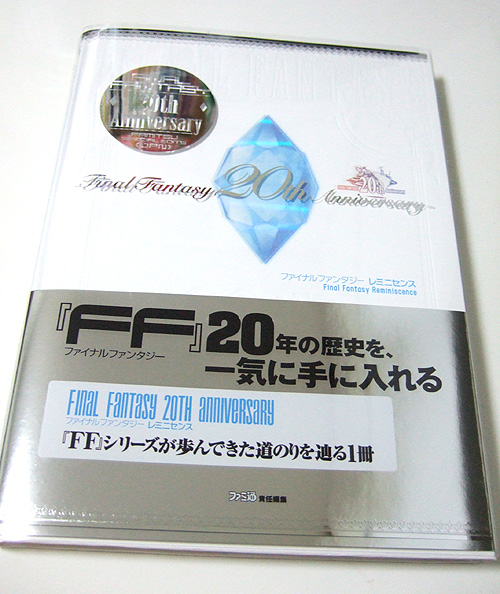 FINAL FANTASY
20th
Anniversary
FAMITSU
Final Fantasy 20th Anniversary
20th
ファイナルファンタジー レミニセンス
Final Fantasy Reminiscence
『FF』20年の歴史を、
ファイナルファンタジー
一気に手に入れる
Final Fantasy 20TH anniversary
ファイナルファンタジー レミニセンス
『FF』シリーズが歩んできた道のりを辿る1冊
ファミ通 責任編集